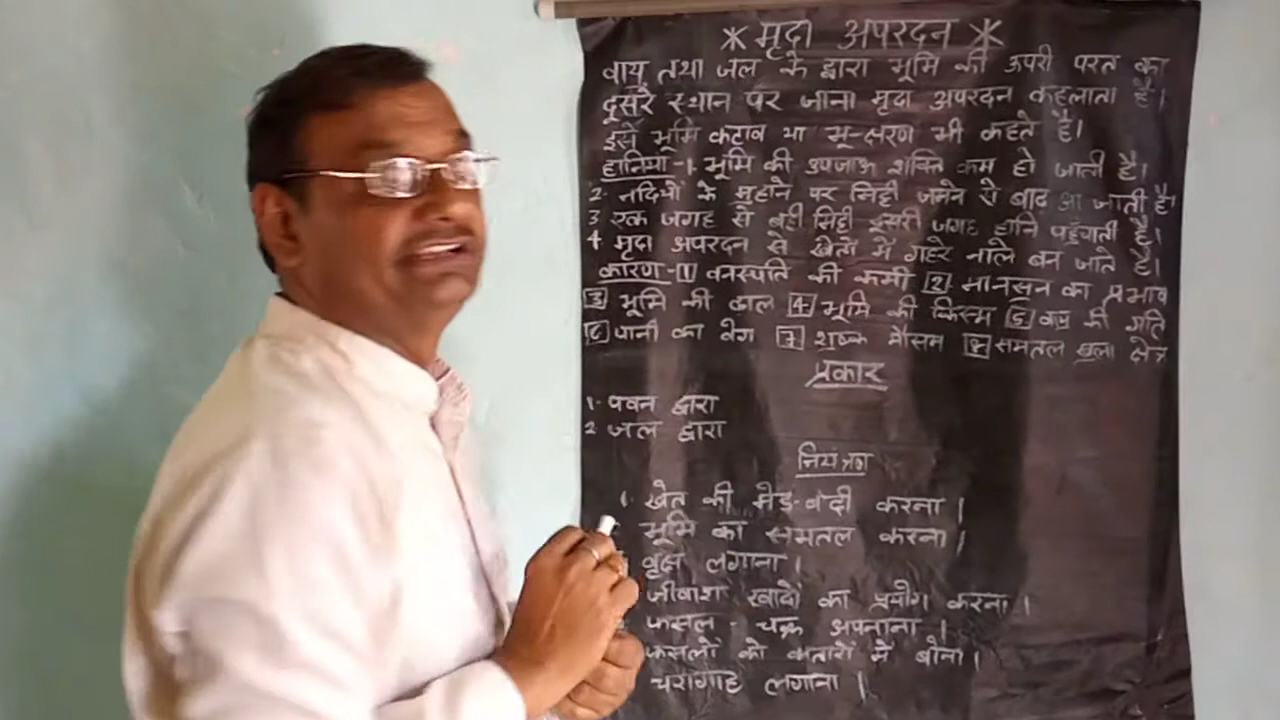 * मृदा अपरदन *
वायु तथा जल के द्वारा भूमि की ऊपरी परत का
दूसरे स्थान पर जाना मृदा अपरदन कहलाता है।
इसे भूमि कटाव या भू-क्षरण भी कहते है।
हानिया - 1. भूमि की उपजाऊ शक्ति कम हो जाती है।
2- नदियों के मुहाने पर मिट्टी जमने से बाढ आ जाती है।
3 एक जगह से बही मिट्टी दूसरी जगह हानि पहुँचाती है।
4 मृदा अपरदन से खेतो में गहरे नाले बन जाते है।
कारण - 1 वनस्पति की कमी 2 मानसून का प्रभाव
3 भूमि की ढाल 4 भूमि की किस्म 5 वायु की गति
6 पानी का वेग 7 शुष्क मौसम 8 समतल खुला क्षेत्र
प्रकार
1- पवन द्वारा
2 जल द्वारा
नियंत्रण
1. खेत की मेड-बंदी करना।
भूमि का समतल करना।
वृक्ष लगाना।
जीवाश खादों का प्रयोग करना।
फसल - चक्र अपनाना।
फसलों को कतारों में बोना।
चरागाहे लगाना।